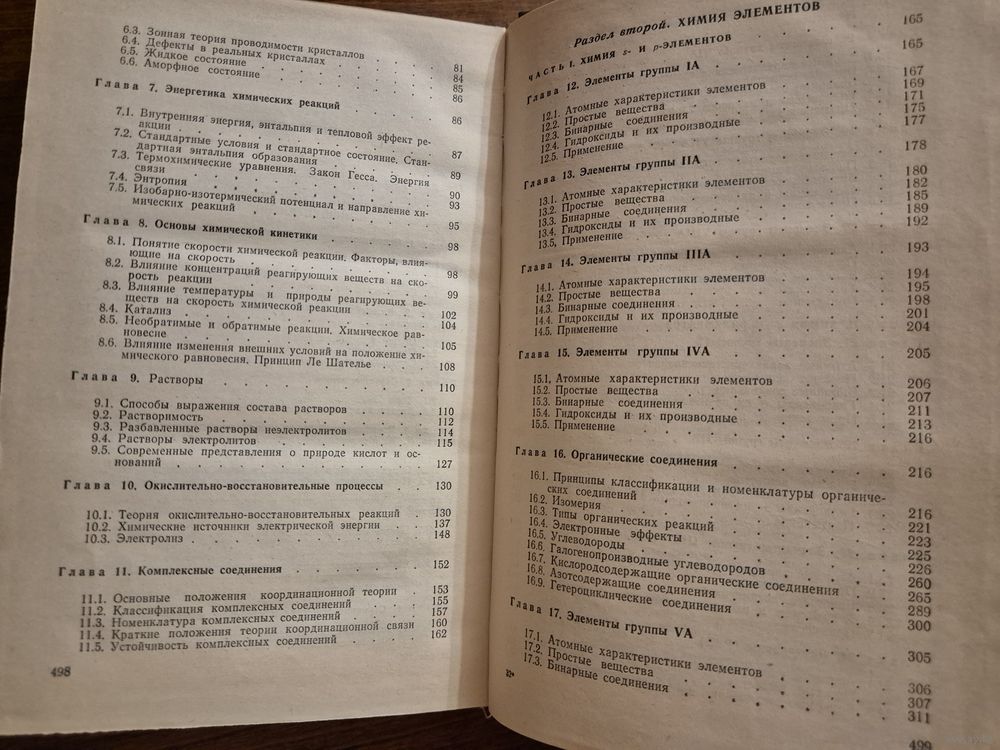 6.3. Зонная теория проводимости кристаллов 81
6.4. Дефекты в реальных кристаллах 84
6.5. Жидкое состояние 85
6.6. Аморфное состояние 86
Глава 7. Энергетика химических реакций 86
7.1. Внутренняя энергия, энтальпия и тепловой эффект ре-
акции 87
7.2. Стандартные условия и стандартное состояние. Стан-
дартная энтальпия образования 89
7.3. Термохимические уравнения. Закон Гесса. Энергия
связи 90
7.4. Энтропия 93
7.5. Изобарно-изотермический потенциал и направление хи-
мических реакций 95
Глава 8. Основы химической кинетики 98
8.1. Понятие скорости химической реакции. Факторы, влия-
ющие на скорость 98
8.2. Влияние концентраций реагирующих веществ на ско-
рость реакции 99
8.3. Влияние температуры и природы реагирующих ве-
ществ на скорость химической реакции 102
8.4. Катализ 104
8.5. Необратимые и обратимые реакции. Химическое рав-
новесие 105
8.6. Влияние изменения внешних условий на положение хи-
мического равновесия. Принцип Ле Шателье 108
Глава 9. Растворы 110
9.1. Способы выражения состава растворов 110
9.2. Растворимость 112
9.3. Разбавленные растворы неэлектролитов 114
9.4. Растворы электролитов 115
9.5. Современные представления о природе кислот и ос-
нований 127
Глава 10. Окислительно-восстановительные процессы 130
10.1. Теория окислительно-восстановительных реакций 130
10.2. Химические источники электрической энергии 137
10.3. Электролиз 148
Глава 11. Комплексные соединения 152
11.1. Основные положения координационной теории 153
11.2. Классификация комплексных соединений 155
11.3. Номенклатура комплексных соединений 157
11.4. Краткие положения теории координационной связи 160
11.5. Устойчивость комплексных соединений 162
498
Раздел второй. ХИМИЯ ЭЛЕМЕНТОВ 165
ЧАСТЬ I. ХИМИЯ s- И p-ЭЛЕМЕНТОВ 165
Глава 12. Элементы группы IA 167
12.1. Атомные характеристики элементов 169
12.2. Простые вещества 171
12.3. Бинарные соединения 175
12.4. Гидроксиды и их производные 177
12.5. Применение 178
Глава 13. Элементы группы IIA 180
13.1. Атомные характеристики элементов 182
13.2. Простые вещества 185
13.3. Бинарные соединения 189
13.4. Гидроксиды и их производные 192
13.5, Применение 193
Глава 14. Элементы группы IIIA
14.1. Атомные характеристики элементов 194
14.2. Простые вещества 195
14.3. Бинарные соединения 198
14.4. Гидроксиды и их производные 201
14.5. Применение 204
Глава 15. Элементы группы IVA 205
15.1, Атомные характеристики элементов 206
15.2. Простые вещества 207
15.3. Бинарные соединения 211
15.4. Гидроксиды и их производные 213
15.5. Применение 216
Глава 16. Органические соединения 216
16.1. Принципы классификации и номенклатуры органиче-
ских соединений 216
16.2. Изомерия 221
16.3. Типы органических реакций 223
16.4. Электронные эффекты 225
16.5. Углеводороды 226
16.6. Галогенопроизводные углеводородов 260
16.7. Кислородсодержащие органические соединения 265
16.8. Азотсодержащие соединения 289
16.9. Гетероциклические соединения 300
Глава 17. Элементы группы VA 305
17.1. Атомные характеристики элементов 306
17.2. Простые вещества 307
17.3. Бинарные соединения 311
32*
499